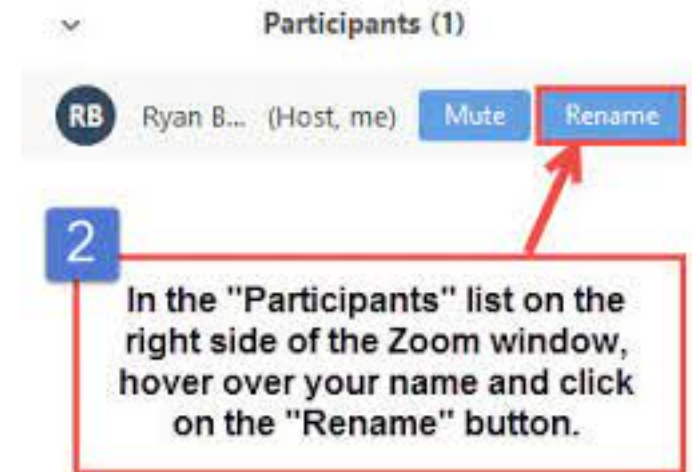 Participants (1)
RB Ryan B... (Host, me) Mute Rename
2
In the "Participants" list on the
right side of the Zoom window,
hover over your name and click
on the "Rename" button.